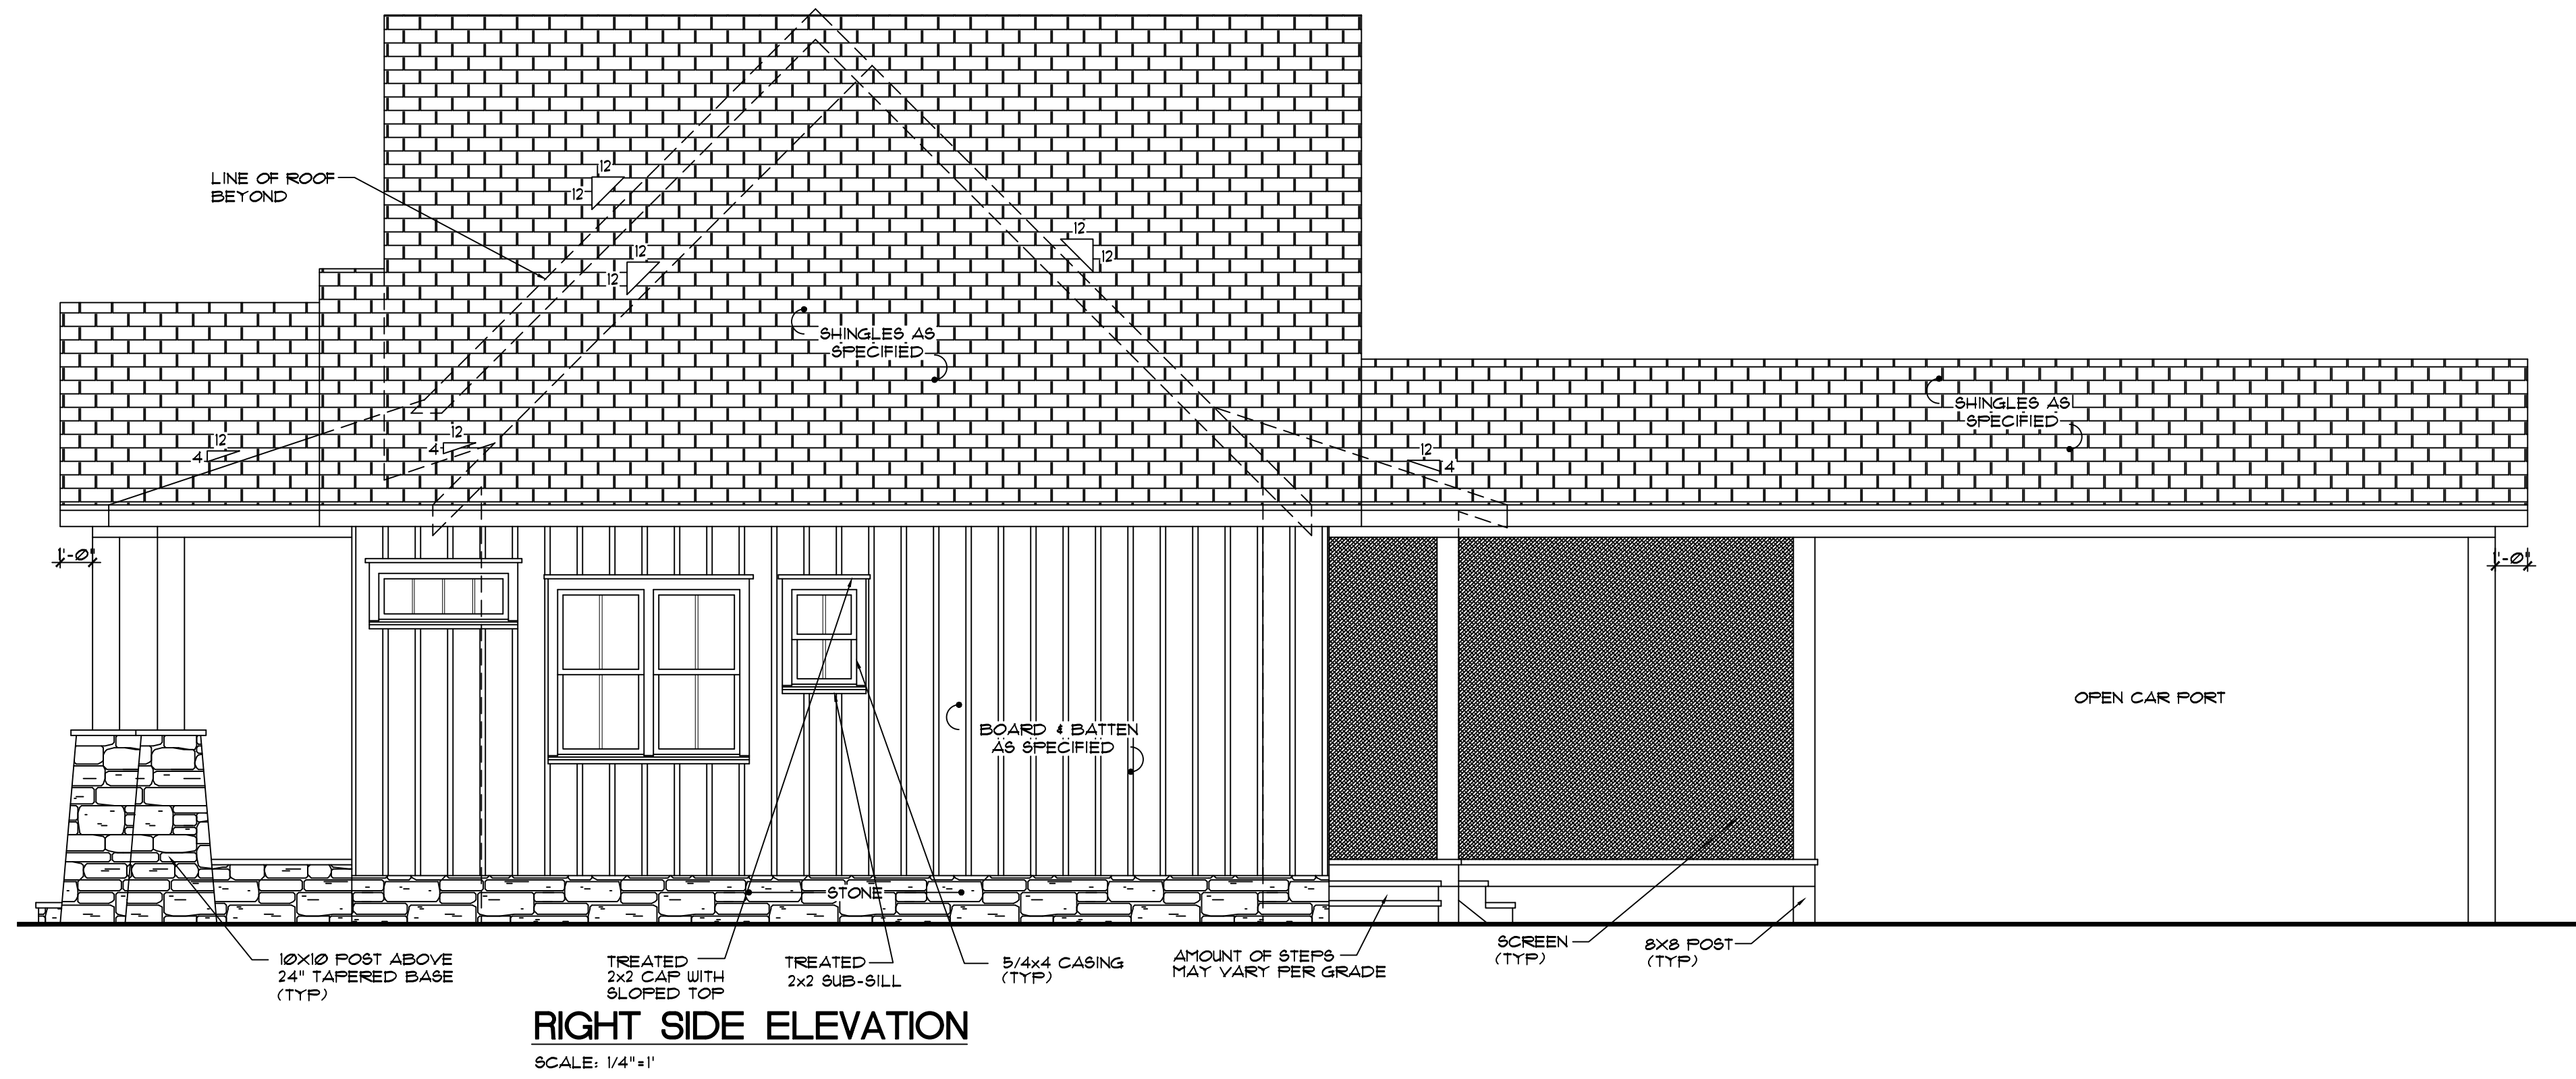 12
12
LINE OF ROOF
BEYOND
12
12
12
12
SHINGLES AS
SPECIFIED
SHINGLES AS
SPECIFIED
12
4
12
4
12
4
1'-0"
1'-0"
OPEN CAR PORT
BOARD & BATTEN
AS SPECIFIED
STONE
10X10 POST ABOVE
24" TAPERED BASE
(TYP)
TREATED
2x2 CAP WITH
SLOPED TOP
TREATED
2x2 SUB-SILL
5/4x4 CASING
(TYP)
AMOUNT OF STEPS
MAY VARY PER GRADE
SCREEN
(TYP)
8X8 POST
(TYP)
RIGHT SIDE ELEVATION
SCALE: 1/4"=1'